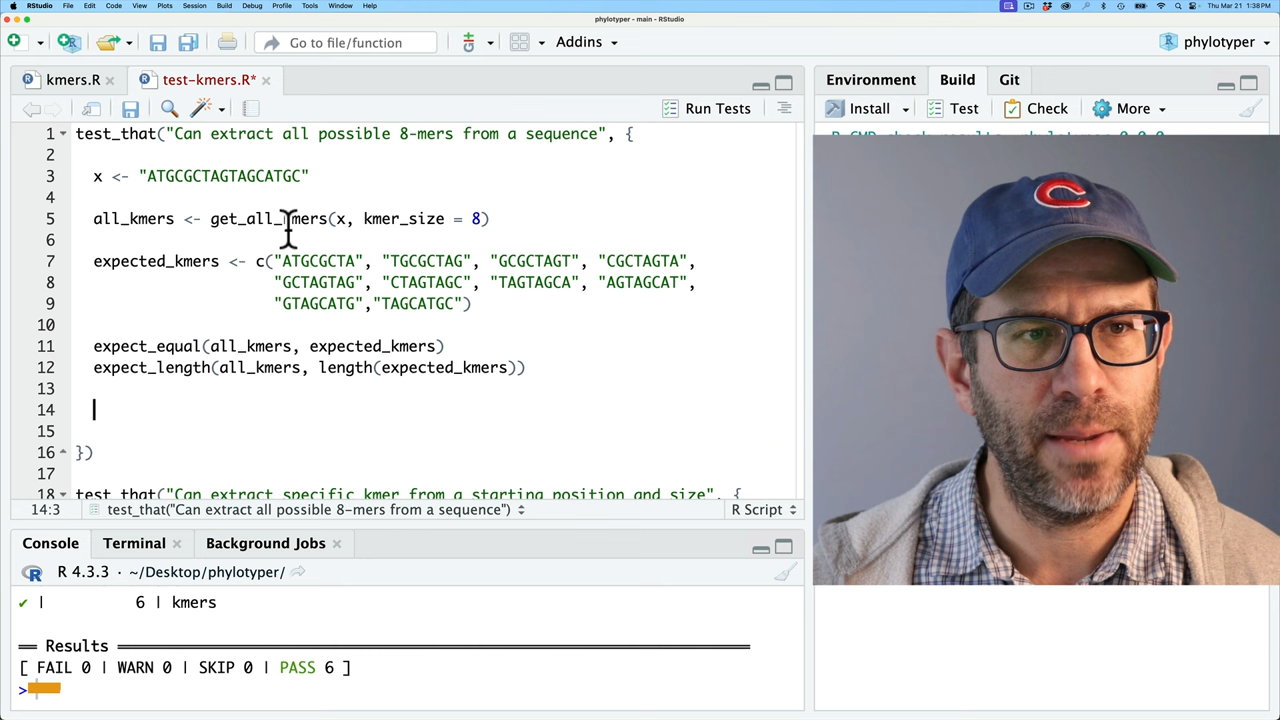 RStudio File Edit Code View Plots Session Build Debug Profile Tools Window Help Thu Mar 21 1:38PM
phylotyper - main - RStudio
Go to file/function Addins phylotyper
kmers.R test-kmers.R*
Run Tests
1 test_that("Can extract all possible 8-mers from a sequence", {
2
3 x <- "ATGCGCTAGTAGCATGC"
4
5 all_kmers <- get_all_kmers(x, kmer_size = 8)
6
7 expected_kmers <- c("ATGCGCTA", "TGCGCTAG", "GCGCTAGT", "CGCTAGTA",
8 "GCTAGTAG", "CTAGTAGC", "TAGTAGCA", "AGTAGCAT",
9 "GTAGCATG","TAGCATGC")
10
11 expect_equal(all_kmers, expected_kmers)
12 expect_length(all_kmers, length(expected_kmers))
13
14
15
16 })
17
18 test_that("Can extract specific kmer from a starting position and size", {
14:3 test_that("Can extract all possible 8-mers from a sequence") R Script
Console Terminal Background Jobs
R 4.3.3 · ~/Desktop/phylotyper/
✔ | 6 | kmers
══ Results ══
[ FAIL 0 | WARN 0 | SKIP 0 | PASS 6 ]
>
Environment Build Git
Install Test Check More
C